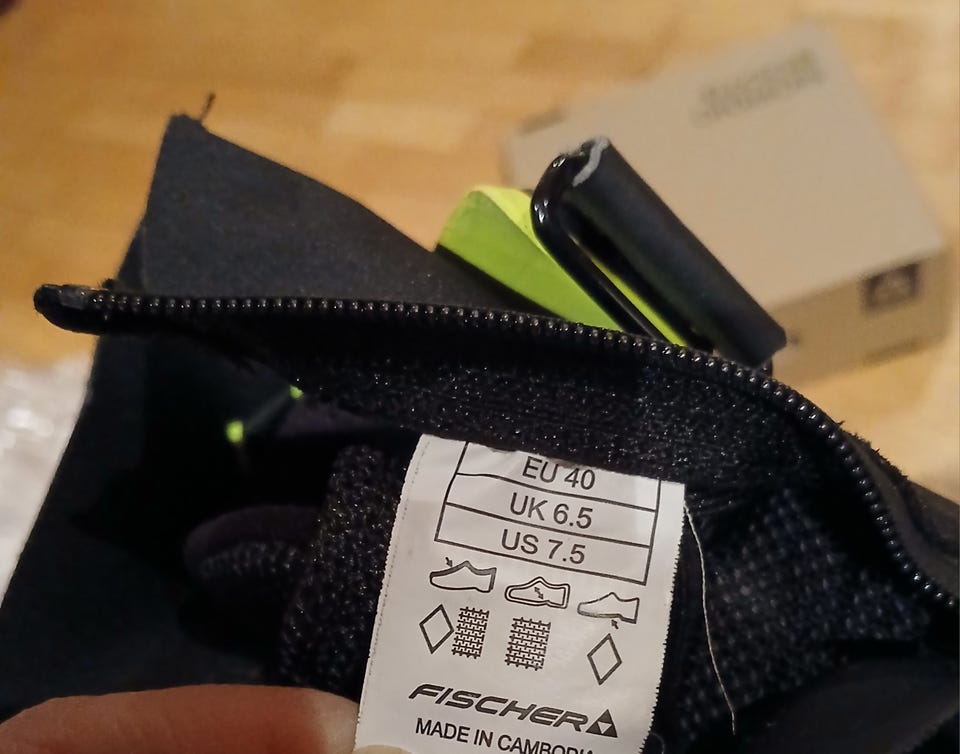 EU 40
UK 6.5
US 7.5
FISCHER
MADE IN CAMBODIA